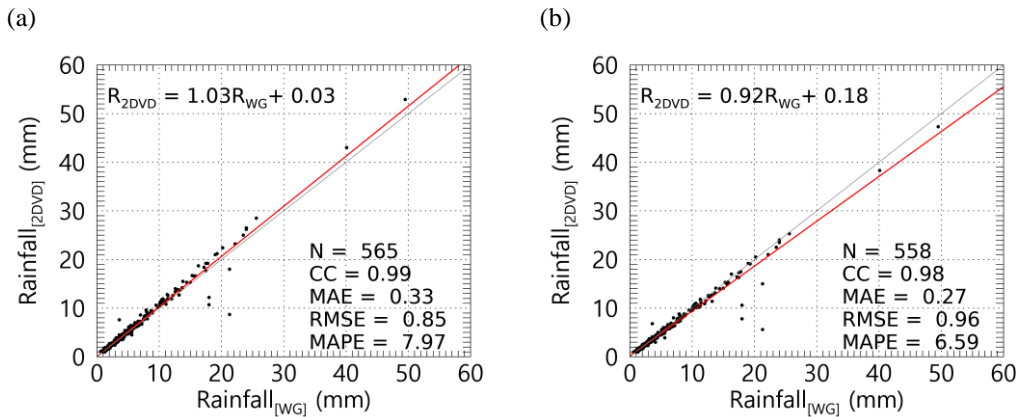 (a)
60
50
40
30
20
10
0
0 10 20 30 40 50 60
Rainfall[2DVD] (mm)
Rainfall[WG] (mm)
R2DVD = 1.03RWG + 0.03
N = 565
CC = 0.99
MAE = 0.33
RMSE = 0.85
MAPE = 7.97
(b)
60
50
40
30
20
10
0
0 10 20 30 40 50 60
Rainfall[2DVD] (mm)
Rainfall[WG] (mm)
R2DVD = 0.92RWG + 0.18
N = 558
CC = 0.98
MAE = 0.27
RMSE = 0.96
MAPE = 6.59